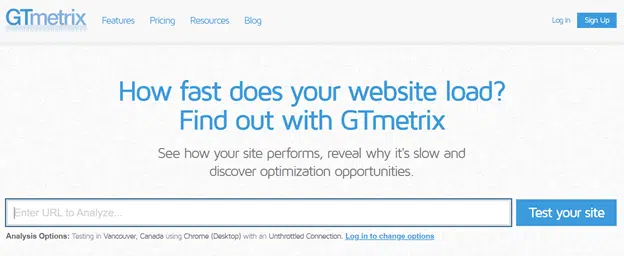 GTmetrix Features Pricing Resources Blog Log In Sign Up
How fast does your website load?
Find out with GTmetrix
See how your site performs, reveal why it's slow and
discover optimization opportunities.
Enter URL to Analyze... Test your site
Analysis Options: Testing in Vancouver, Canada using Chrome (Desktop) with an Unthrottled Connection. Log in to change options